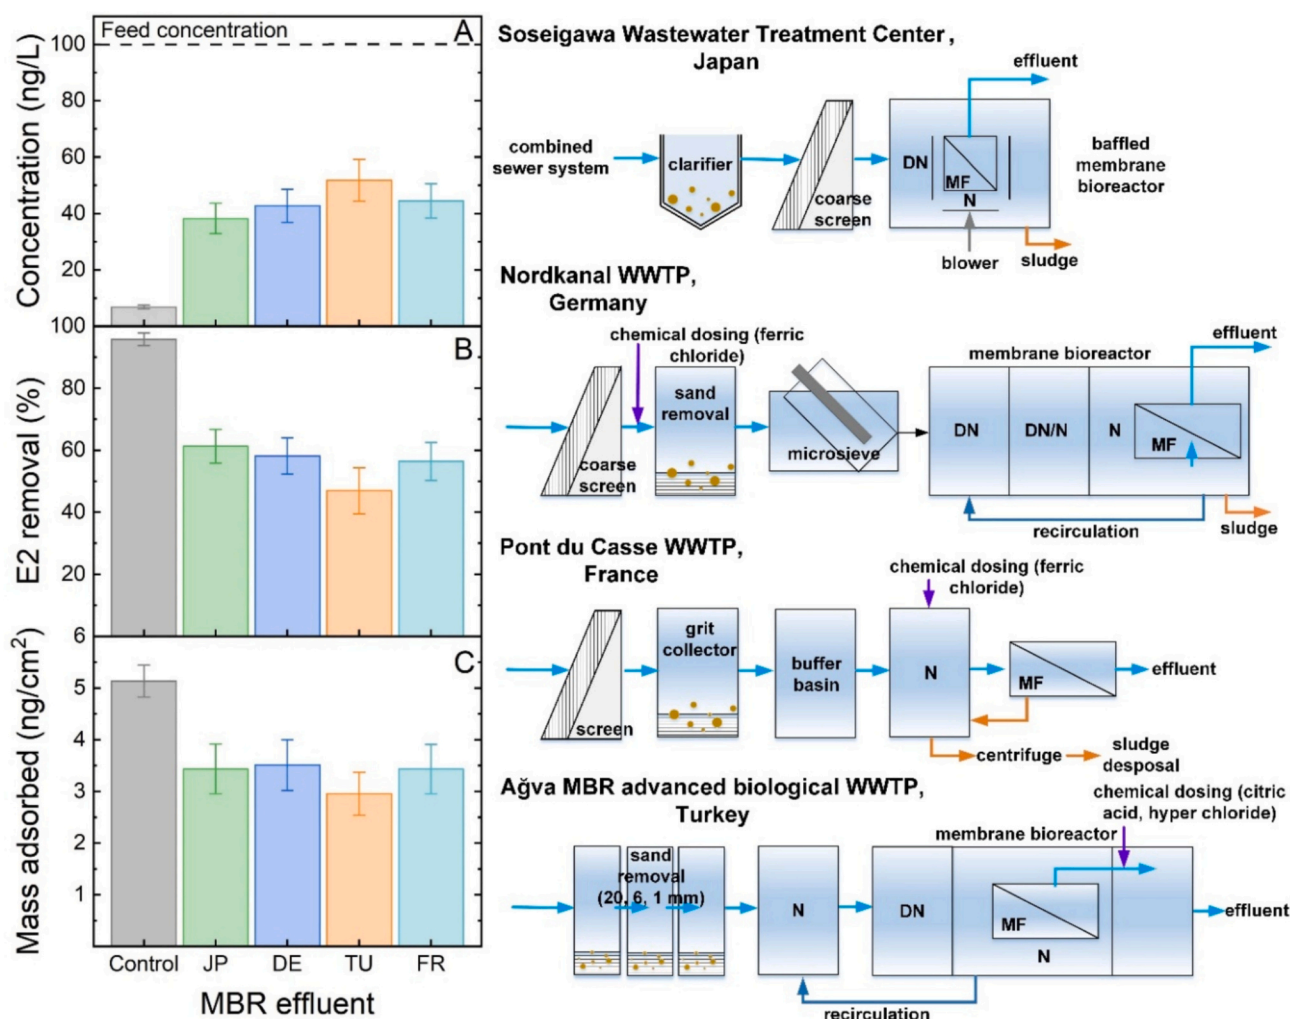 Feed concentration
A
Concentration (ng/L)
100
80
60
40
20
100
B
E2 removal (%)
80
60
40
20
6
C
Mass adsorbed (ng/cm²)
5
4
3
2
1
Control JP DE TU FR
MBR effluent
Soseigawa Wastewater Treatment Center,
Japan
effluent
combined
sewer system
clarifier
coarse
screen
DN
MF
N
baffled
membrane
bioreactor
blower
sludge
Nordkanal WWTP,
Germany
chemical dosing (ferric
chloride)
coarse
screen
sand
removal
microsieve
membrane bioreactor
effluent
DN
DN/N
N
MF
recirculation
sludge
Pont du Casse WWTP,
France
chemical dosing (ferric
chloride)
screen
grit
collector
buffer
basin
N
MF
effluent
centrifuge
sludge
desposal
Ağva MBR advanced biological WWTP,
Turkey
chemical dosing (citric
acid, hyper chloride)
membrane bioreactor
sand
removal
(20, 6, 1 mm)
N
DN
MF
N
effluent
recirculation